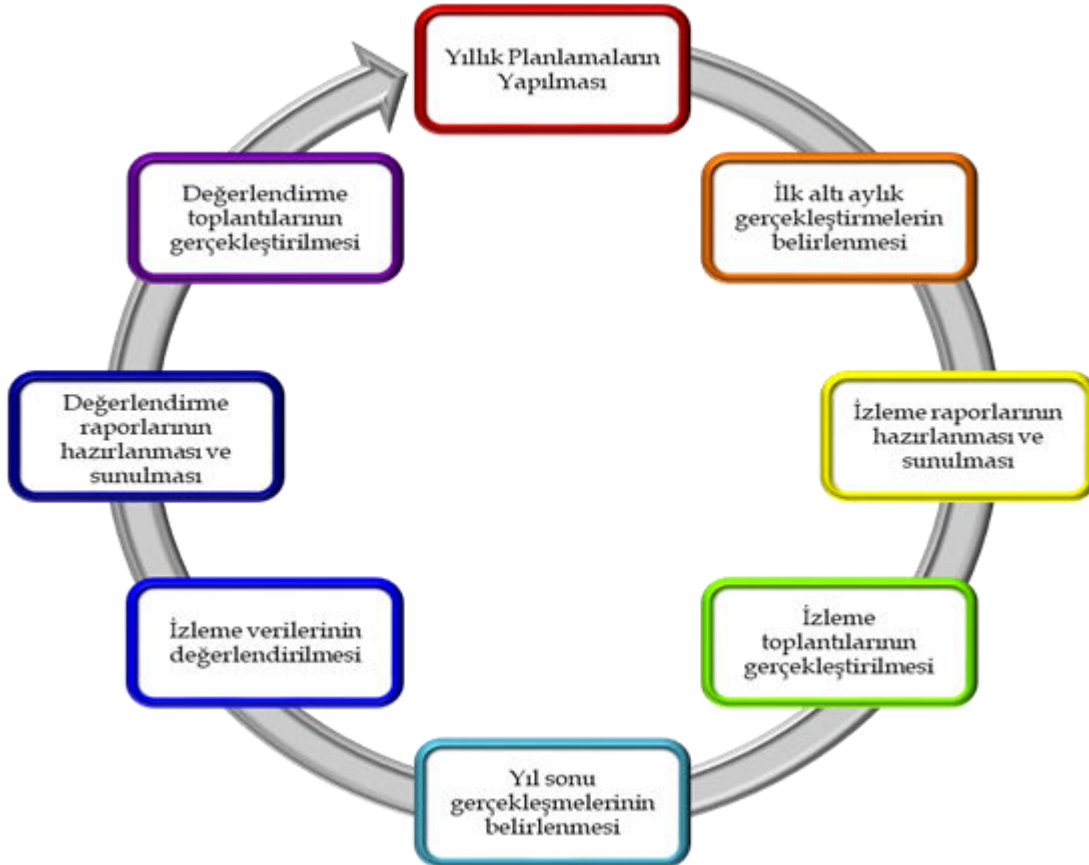 Yıllık Planlamaların
Yapılması
İlk altı aylık
gerçekleştirmelerin
belirlenmesi
İzleme raporlarının
hazırlanması ve
sunulması
İzleme
toplantılarının
gerçekleştirilmesi
Yıl sonu
gerçekleşmelerinin
belirlenmesi
İzleme verilerinin
değerlendirilmesi
Değerlendirme
raporlarının
hazırlanması ve
sunulması
Değerlendirme
toplantılarının
gerçekleştirilmesi